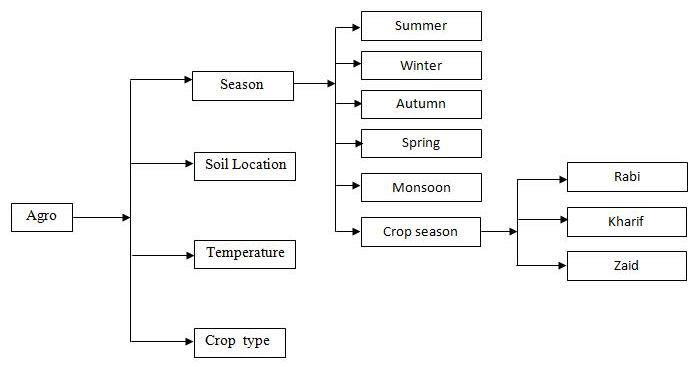 Agro
Season
Soil Location
Temperature
Crop type
Summer
Winter
Autumn
Spring
Monsoon
Crop season
Rabi
Kharif
Zaid